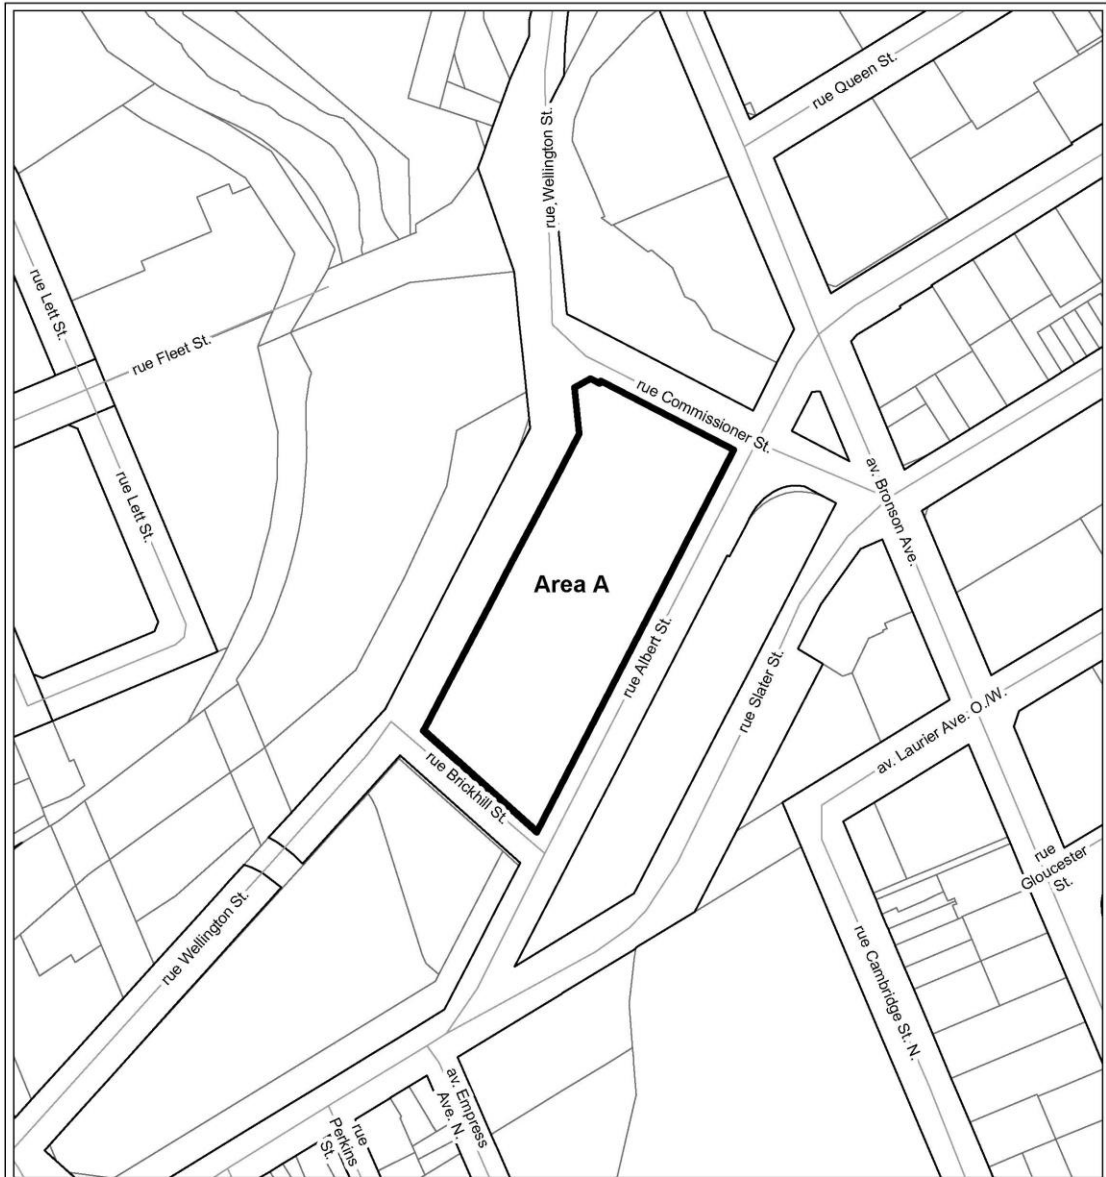 rue Queen St.
rue Wellington St.
rue Lett St.
rue Fleet St.
rue Commissioner St.
rue Lett St.
av. Bronson Ave.
Area A
rue Albert St.
rue Slater St.
av. Laurier Ave. O./W.
rue Brickhill St.
rue
Gloucester
St.
rue Wellington St.
rue Cambridge St. N.
av. Empress
Ave. N.
rue
Perkins
St.